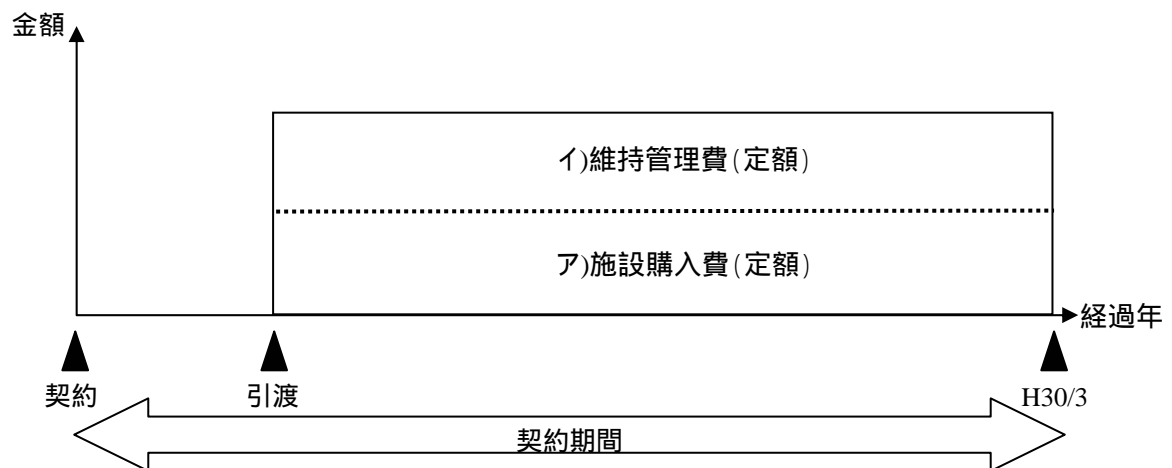 金額
イ)維持管理費(定額)
ア)施設購入費(定額)
経過年
契約
引渡
H30/3
契約期間